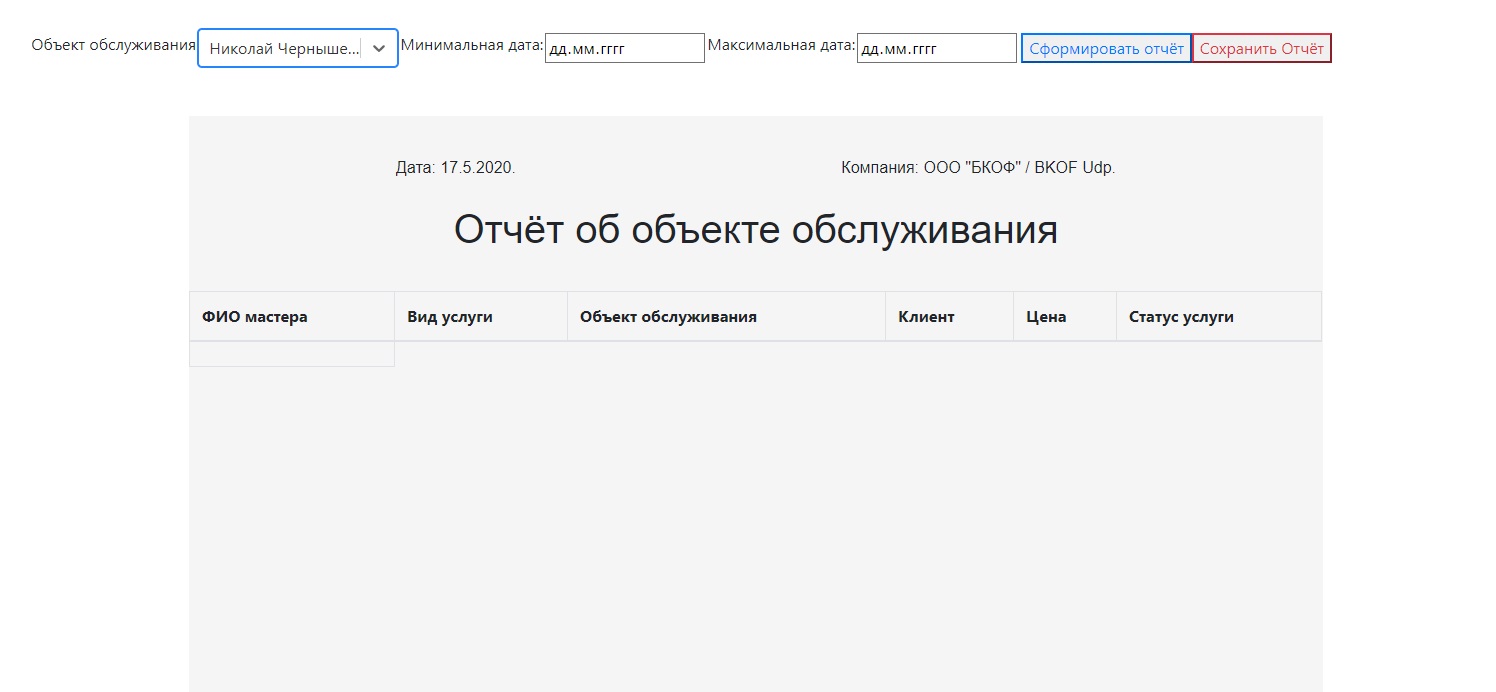 Объект обслуживания Николай Черныше... Минимальная дата: дд.мм.гггг Максимальная дата: дд.мм.гггг Сформировать отчёт Сохранить Отчёт
Дата: 17.5.2020. Компания: ООО "БКОФ" / BKOF Udp.
Отчёт об объекте обслуживания
ФИО мастера Вид услуги Объект обслуживания Клиент Цена Статус услуги